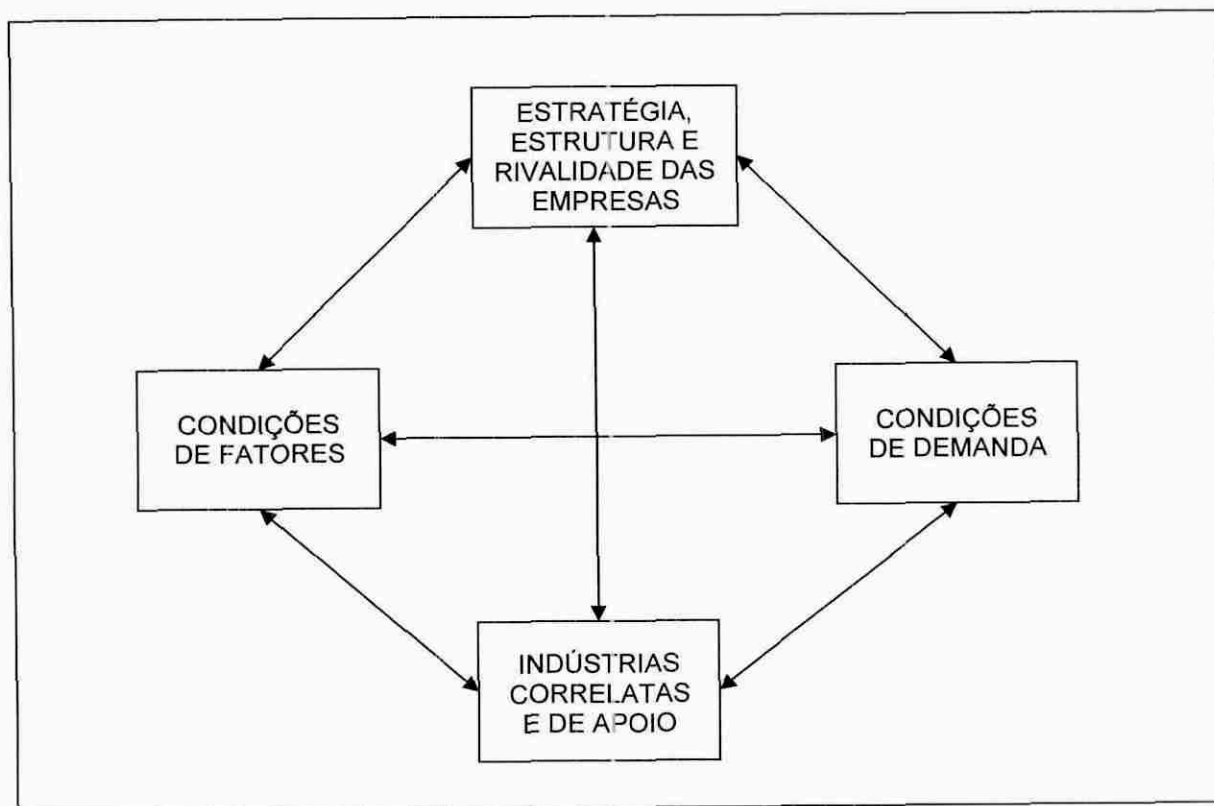 ESTRATÉGIA,
ESTRUTURA E
RIVALIDADE DAS
EMPRESAS
CONDIÇÕES
DE FATORES
CONDIÇÕES
DE DEMANDA
INDÚSTRIAS
CORRELATAS
E DE APOIO